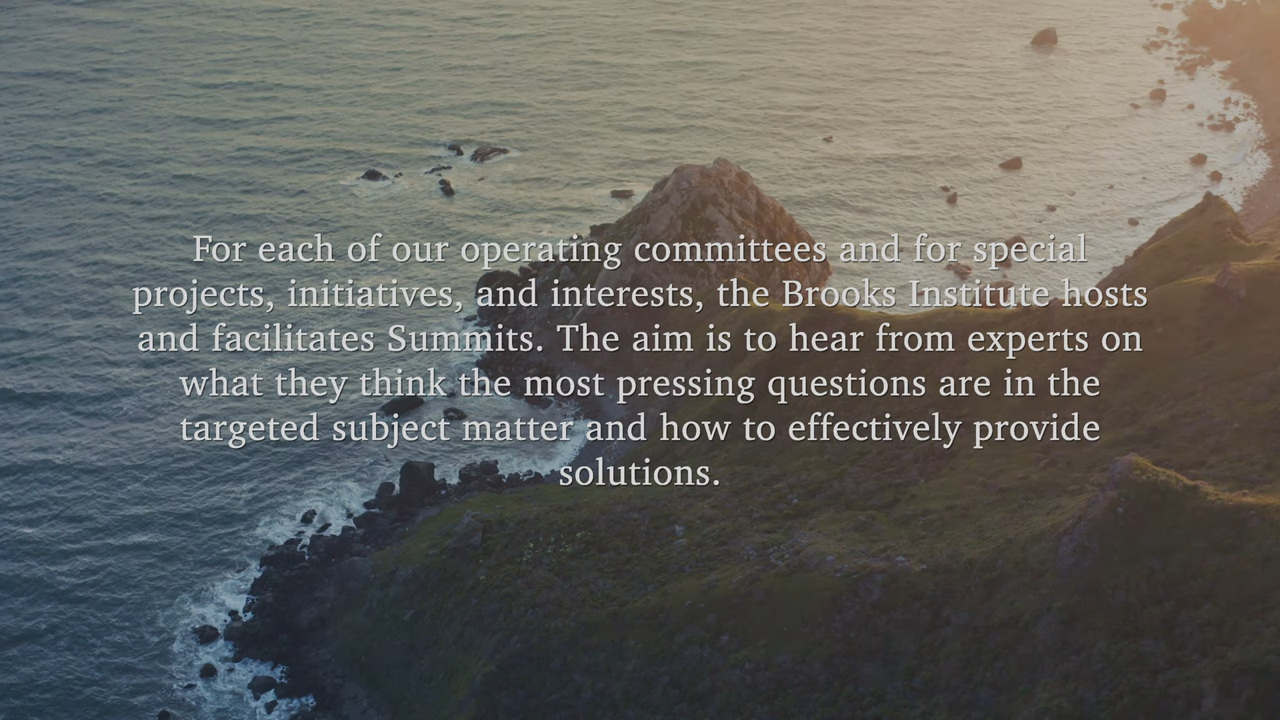 For each of our operating committees and for special
projects, initiatives, and interests, the Brooks Institute hosts
and facilitates Summits. The aim is to hear from experts on
what they think the most pressing questions are in the
targeted subject matter and how to effectively provide
solutions.